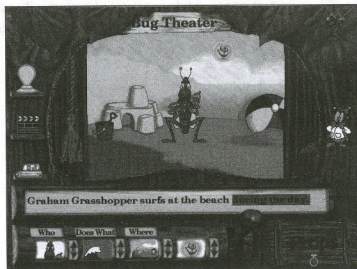 Bug Theater
Graham Grasshopper surfs at the beach during the day.
Who Does What Where